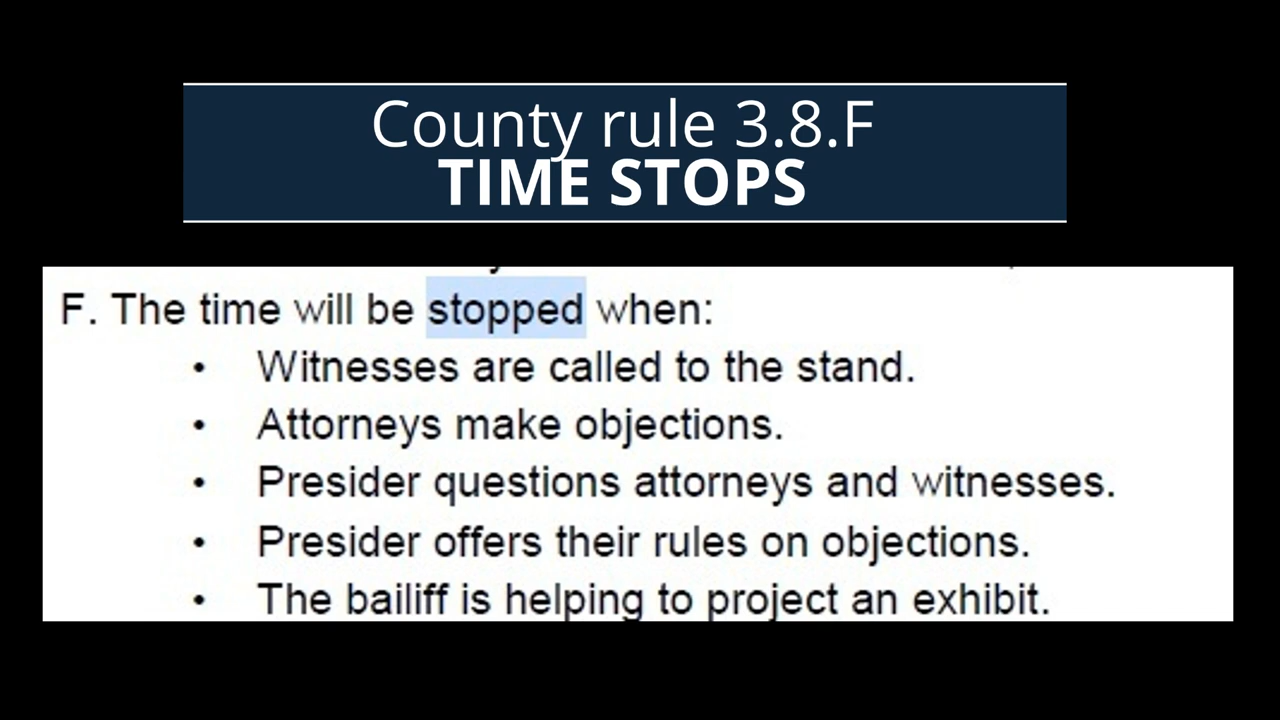 County rule 3.8.F
TIME STOPS
F. The time will be stopped when:
• Witnesses are called to the stand.
• Attorneys make objections.
• Presider questions attorneys and witnesses.
• Presider offers their rules on objections.
• The bailiff is helping to project an exhibit.